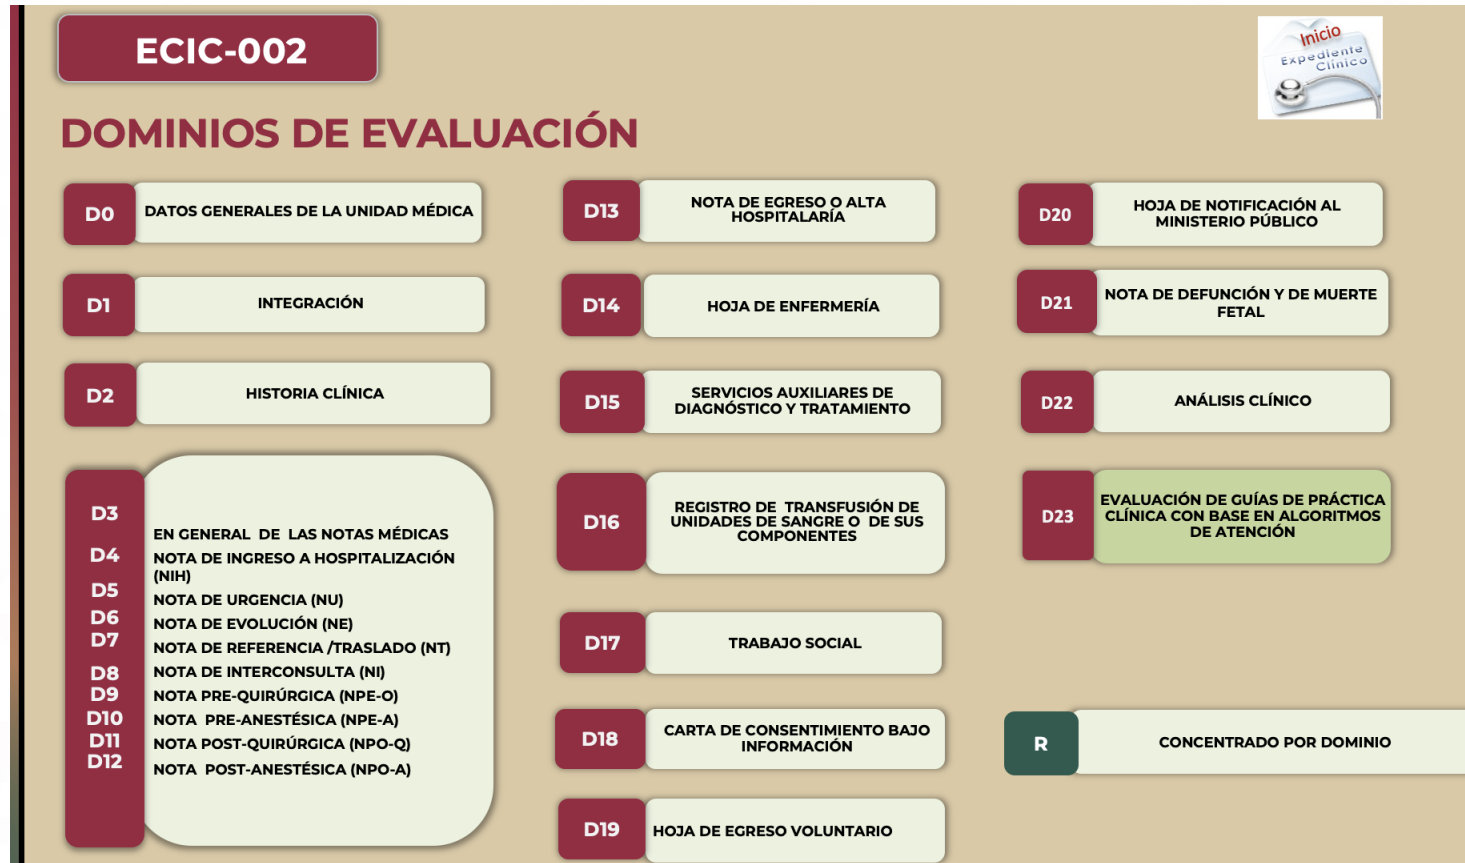 ECIC-002
Inicio
Expediente
Clínico
DOMINIOS DE EVALUACIÓN
D0
DATOS GENERALES DE LA UNIDAD MÉDICA
D1
INTEGRACIÓN
D2
HISTORIA CLÍNICA
D3
EN GENERAL DE LAS NOTAS MÉDICAS
D4
NOTA DE INGRESO A HOSPITALIZACIÓN
(NIH)
D5
NOTA DE URGENCIA (NU)
D6
NOTA DE EVOLUCIÓN (NE)
D7
NOTA DE REFERENCIA /TRASLADO (NT)
D8
NOTA DE INTERCONSULTA (NI)
D9
NOTA PRE-QUIRÚRGICA (NPE-O)
D10
NOTA PRE-ANESTÉSICA (NPE-A)
D11
NOTA POST-QUIRÚRGICA (NPO-Q)
D12
NOTA POST-ANESTÉSICA (NPO-A)
D13
NOTA DE EGRESO O ALTA
HOSPITALARÍA
D14
HOJA DE ENFERMERÍA
D15
SERVICIOS AUXILIARES DE
DIAGNÓSTICO Y TRATAMIENTO
D16
REGISTRO DE TRANSFUSIÓN DE
UNIDADES DE SANGRE O DE SUS
COMPONENTES
D17
TRABAJO SOCIAL
D18
CARTA DE CONSENTIMIENTO BAJO
INFORMACIÓN
D19
HOJA DE EGRESO VOLUNTARIO
D20
HOJA DE NOTIFICACIÓN AL
MINISTERIO PÚBLICO
D21
NOTA DE DEFUNCIÓN Y DE MUERTE
FETAL
D22
ANÁLISIS CLÍNICO
D23
EVALUACIÓN DE GUÍAS DE PRÁCTICA
CLÍNICA CON BASE EN ALGORITMOS
DE ATENCIÓN
R
CONCENTRADO POR DOMINIO